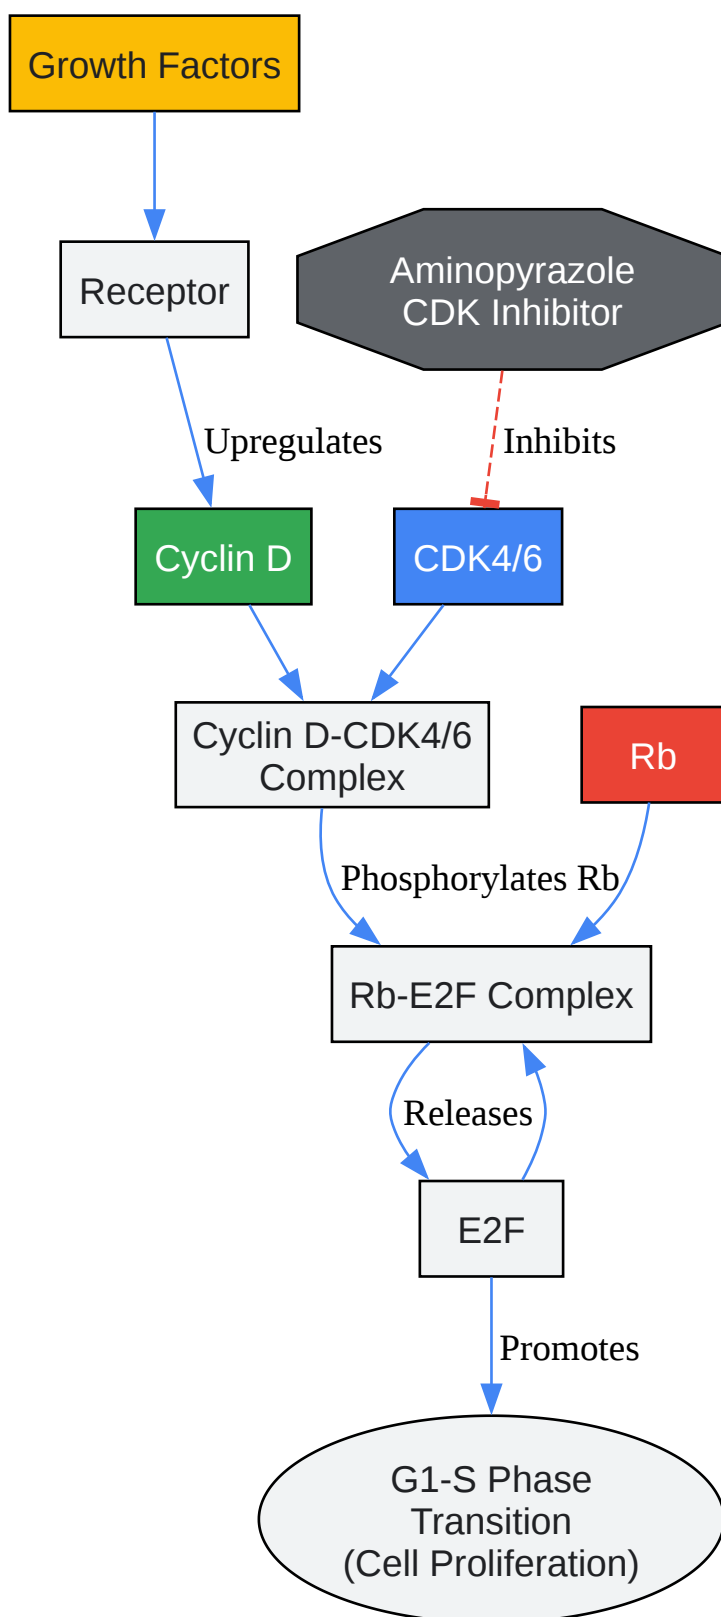 Growth Factors
Receptor
Aminopyrazole
CDK Inhibitor
Upregulates
Inhibits
Cyclin D
CDK4/6
Cyclin D-CDK4/6
Complex
Rb
Phosphorylates Rb
Rb-E2F Complex
Releases
E2F
Promotes
G1-S Phase
Transition
(Cell Proliferation)